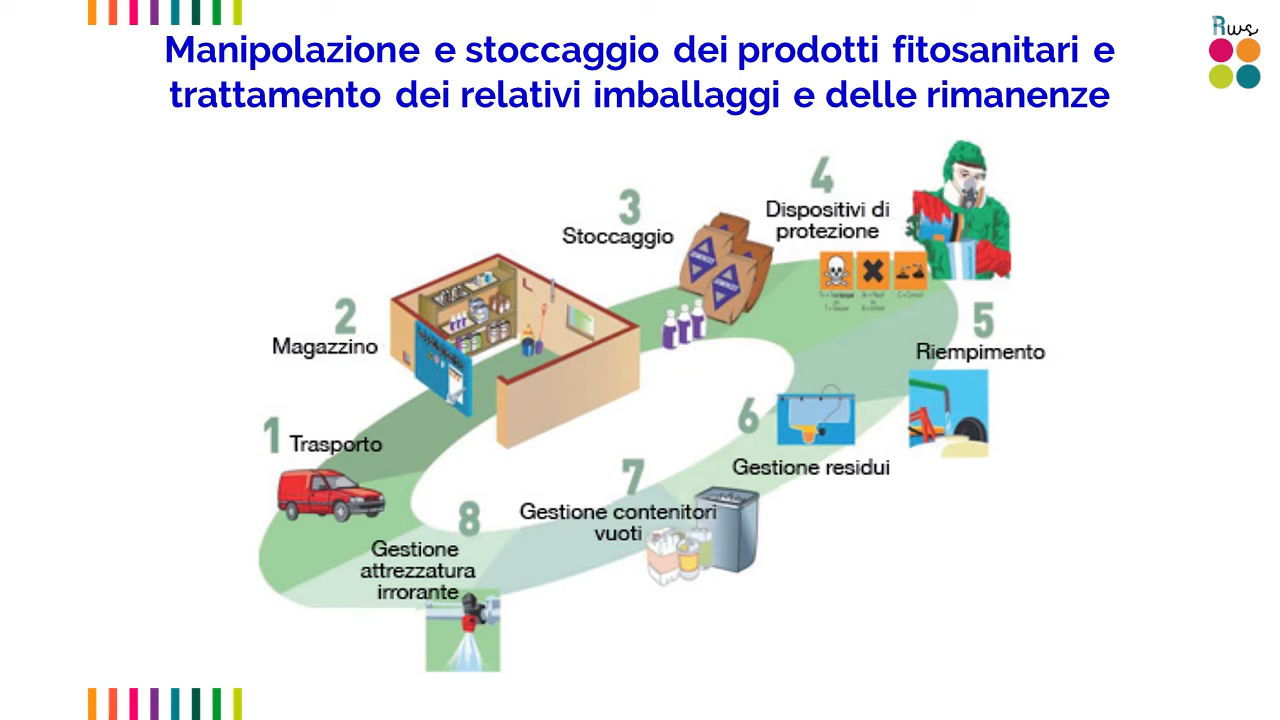 Rws
Manipolazione e stoccaggio dei prodotti fitosanitari e
trattamento dei relativi imballaggi e delle rimanenze
4
Dispositivi di
protezione
3
Stoccaggio
2
Magazzino
5
Riempimento
1 Trasporto
6
Gestione residui
7
Gestione contenitori
vuoti
8
Gestione
attrezzatura
irrorante